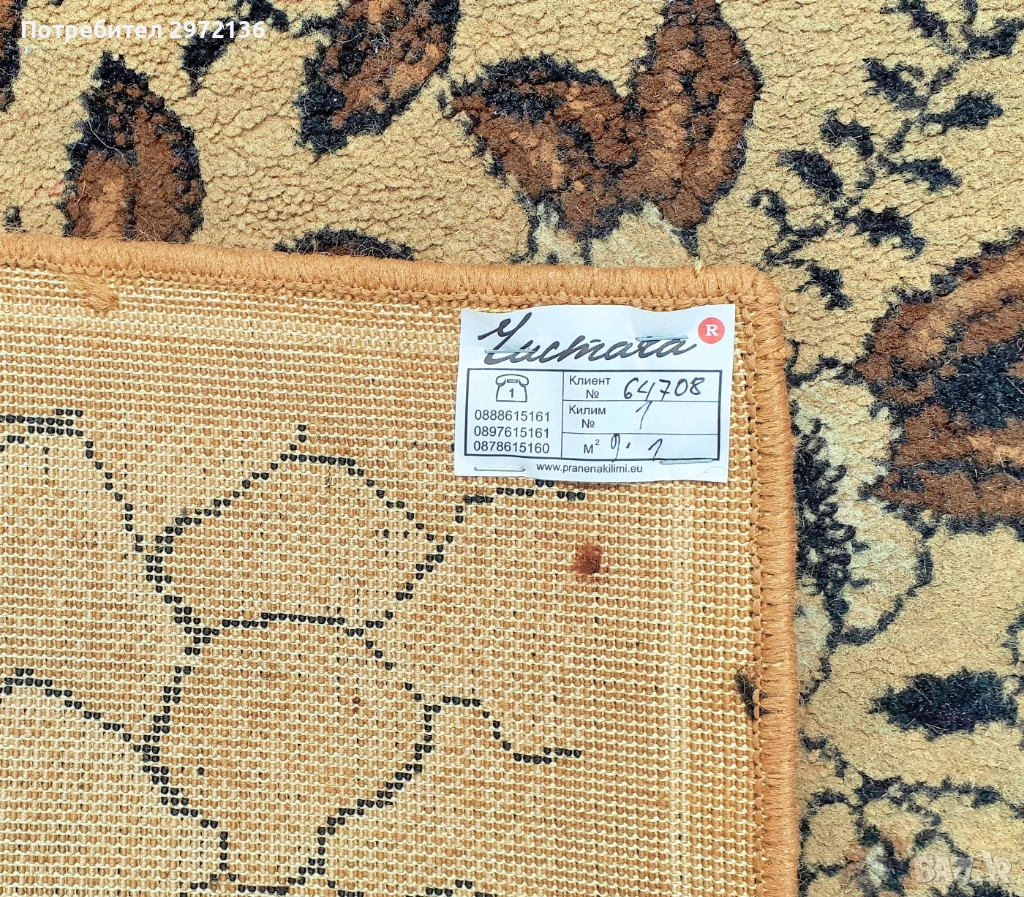 Потребител 2972136
Чистата
R
1
0888615161
0897615161
0878615160
Клиент № 64708
Килим № 1
м² 9.1
www.pranenakilimi.eu
BAZAR